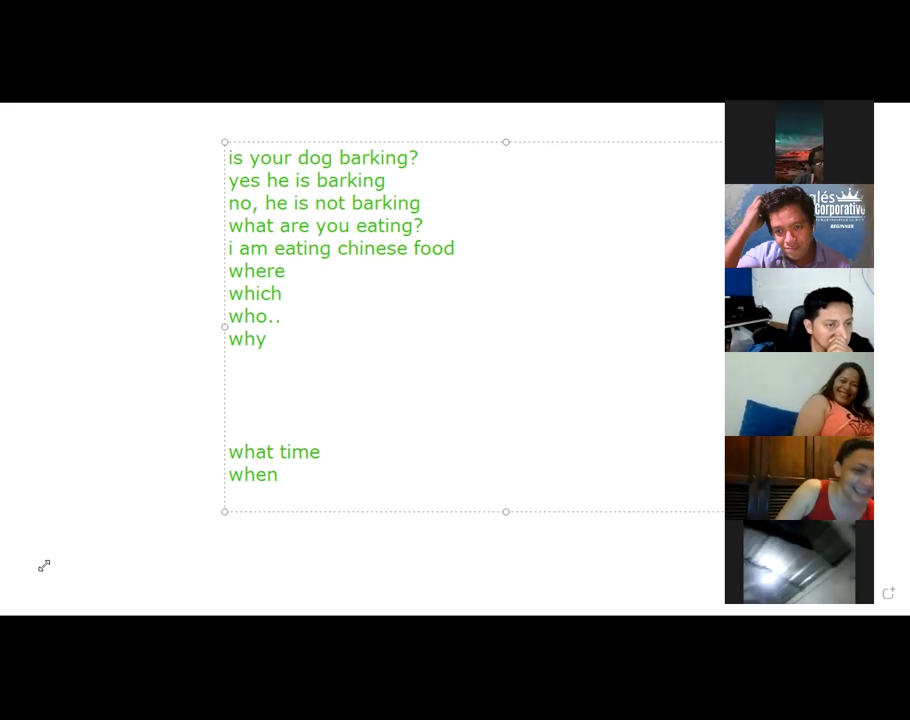 is your dog barking?
yes he is barking
no, he is not barking
what are you eating?
i am eating chinese food
where
which
who..
why
what time
when
glés
Corporativo
BEGINNER